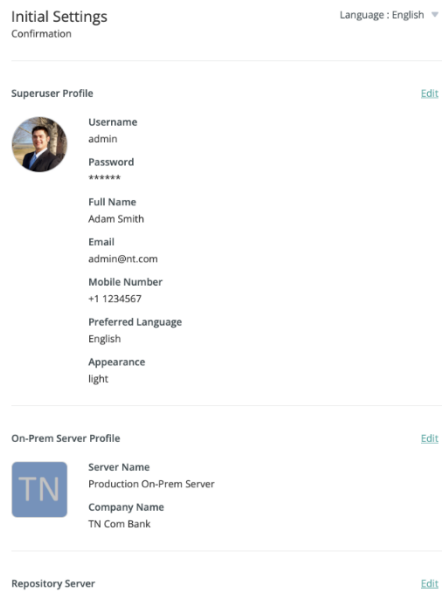 Initial Settings
Language : English
Confirmation
Superuser Profile
Edit
Username
admin
Password
******
Full Name
Adam Smith
Email
admin@nt.com
Mobile Number
+1 1234567
Preferred Language
English
Appearance
light
On-Prem Server Profile
Edit
TN
Server Name
Production On-Prem Server
Company Name
TN Com Bank
Repository Server
Edit